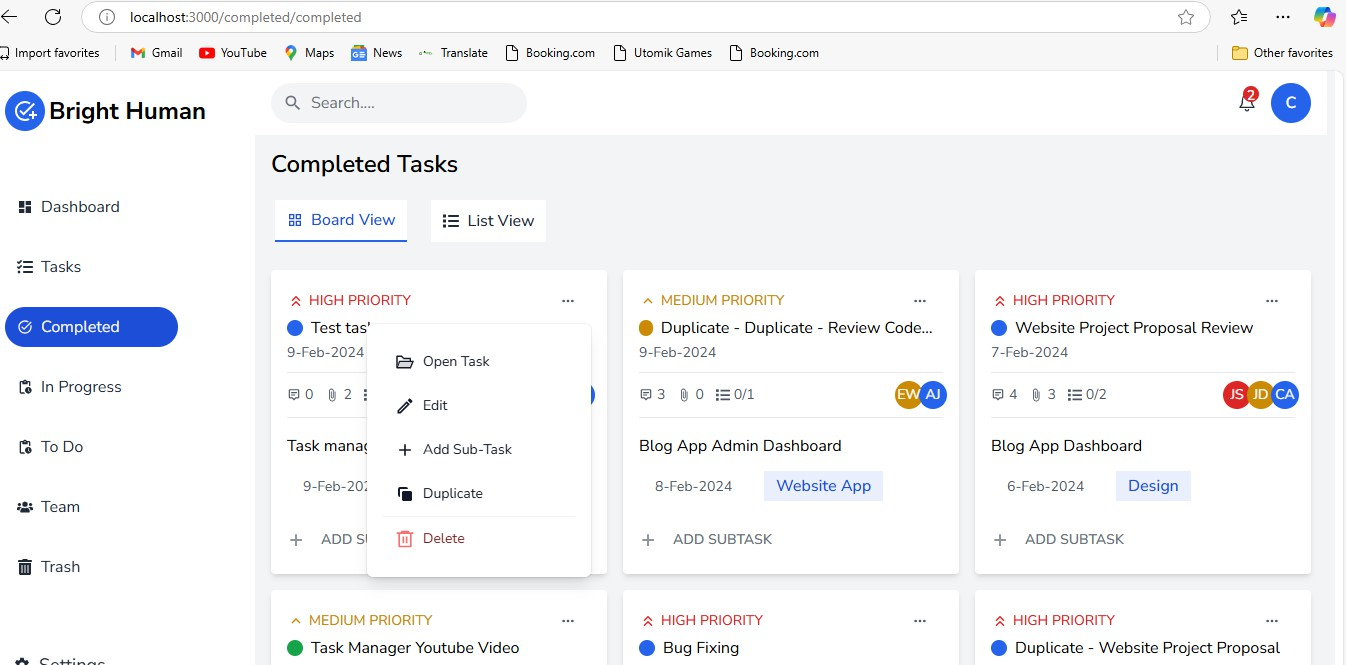 localhost:3000/completed/completed
Import favorites Gmail YouTube Maps News Translate Booking.com Utomik Games Booking.com Other favorites
Bright Human
Search....
2
C
Dashboard
Tasks
Completed
In Progress
To Do
Team
Trash
Settings
Completed Tasks
Board View List View
HIGH PRIORITY ...
Test task
9-Feb-2024
0 2
Task manag
9-Feb-202
+ ADD SU
Open Task
Edit
+ Add Sub-Task
Duplicate
Delete
MEDIUM PRIORITY ...
Duplicate - Duplicate - Review Code...
9-Feb-2024
3 0 0/1 EW AJ
Blog App Admin Dashboard
8-Feb-2024 Website App
+ ADD SUBTASK
HIGH PRIORITY ...
Website Project Proposal Review
7-Feb-2024
4 3 0/2 JS JD CA
Blog App Dashboard
6-Feb-2024 Design
+ ADD SUBTASK
MEDIUM PRIORITY ...
Task Manager Youtube Video
HIGH PRIORITY ...
Bug Fixing
HIGH PRIORITY ...
Duplicate - Website Project Proposal